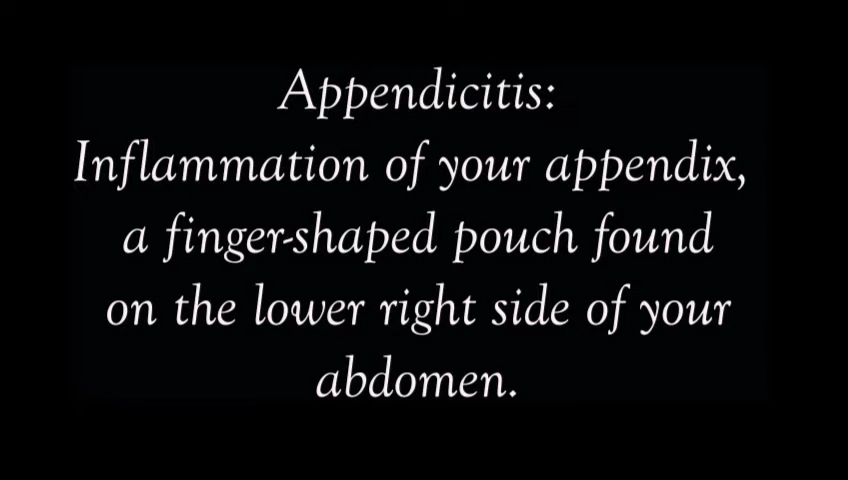 Appendicitis:
Inflammation of your appendix,
a finger-shaped pouch found
on the lower right side of your
abdomen.